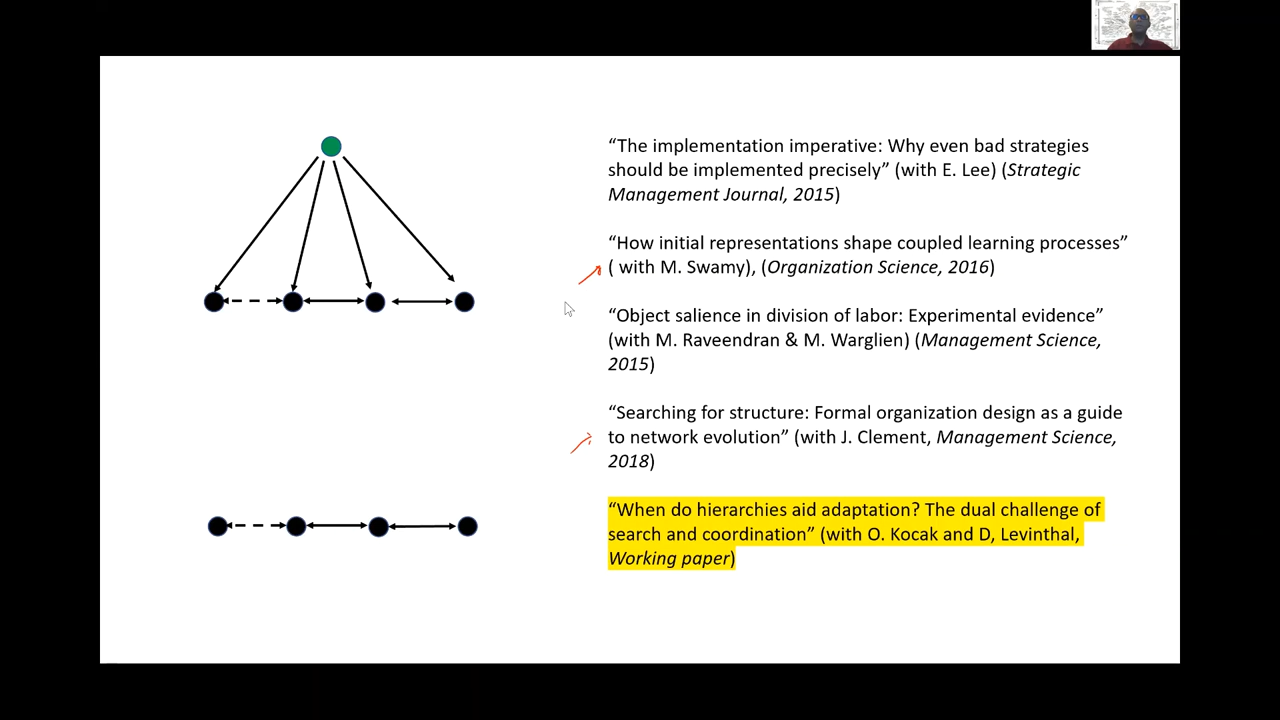 “The implementation imperative: Why even bad strategies
should be implemented precisely” (with E. Lee) (Strategic
Management Journal, 2015)
“How initial representations shape coupled learning processes”
( with M. Swamy), (Organization Science, 2016)
“Object salience in division of labor: Experimental evidence”
(with M. Raveendran & M. Warglien) (Management Science,
2015)
“Searching for structure: Formal organization design as a guide
to network evolution” (with J. Clement, Management Science,
2018)
“When do hierarchies aid adaptation? The dual challenge of
search and coordination” (with O. Kocak and D, Levinthal,
Working paper)